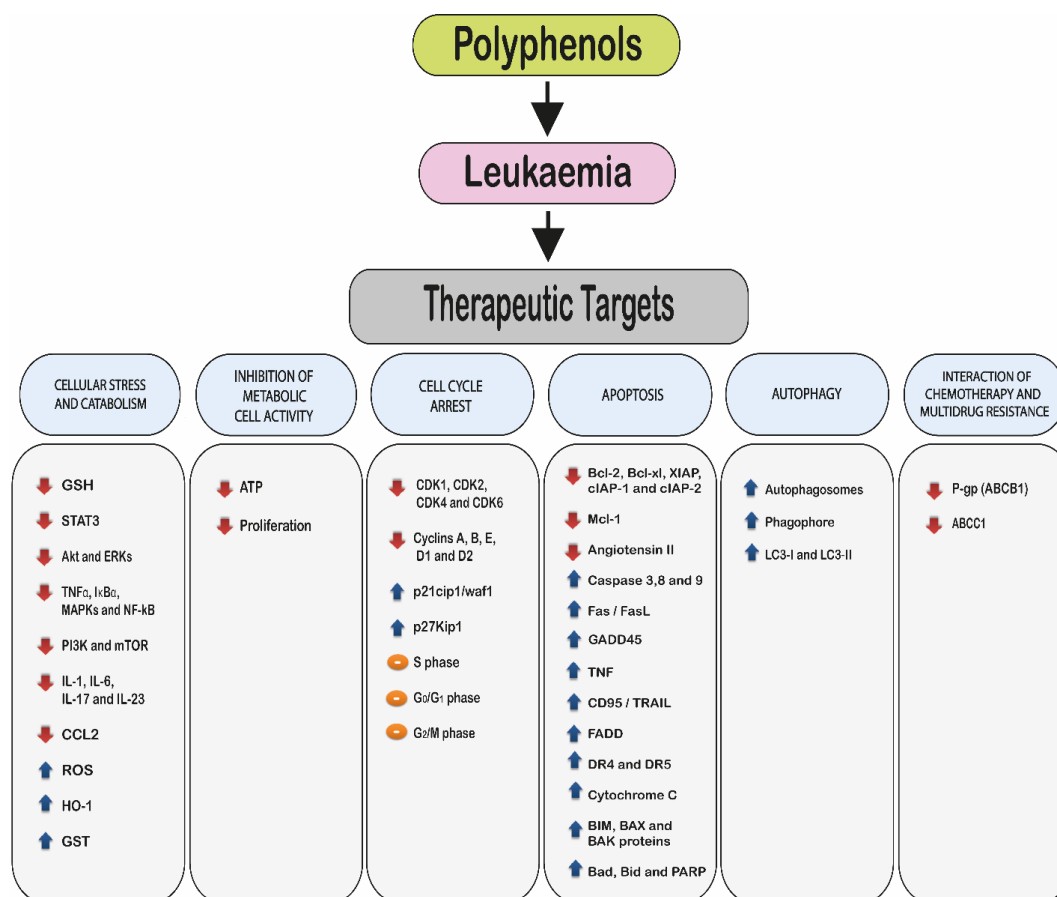 Polyphenols
Leukaemia
Therapeutic Targets
CELLULAR STRESS
AND CATABOLISM
GSH
STAT3
Akt and ERKs
TNFα, IκBα,
MAPKs and NF-kB
PI3K and mTOR
IL-1, IL-6,
IL-17 and IL-23
CCL2
ROS
HO-1
GST
INHIBITION OF
METABOLIC
CELL ACTIVITY
ATP
Proliferation
CELL CYCLE
ARREST
CDK1, CDK2,
CDK4 and CDK6
Cyclins A, B, E,
D1 and D2
p21cip1/waf1
p27Kip1
S phase
G0/G1 phase
G2/M phase
APOPTOSIS
Bcl-2, Bcl-xl, XIAP,
cIAP-1 and cIAP-2
Mcl-1
Angiotensin II
Caspase 3,8 and 9
Fas / FasL
GADD45
TNF
CD95 / TRAIL
FADD
DR4 and DR5
Cytochrome C
BIM, BAX and
BAK proteins
Bad, Bid and PARP
AUTOPHAGY
Autophagosomes
Phagophore
LC3-I and LC3-II
INTERACTION OF
CHEMOTHERAPY AND
MULTIDRUG RESISTANCE
P-gp (ABCB1)
ABCC1